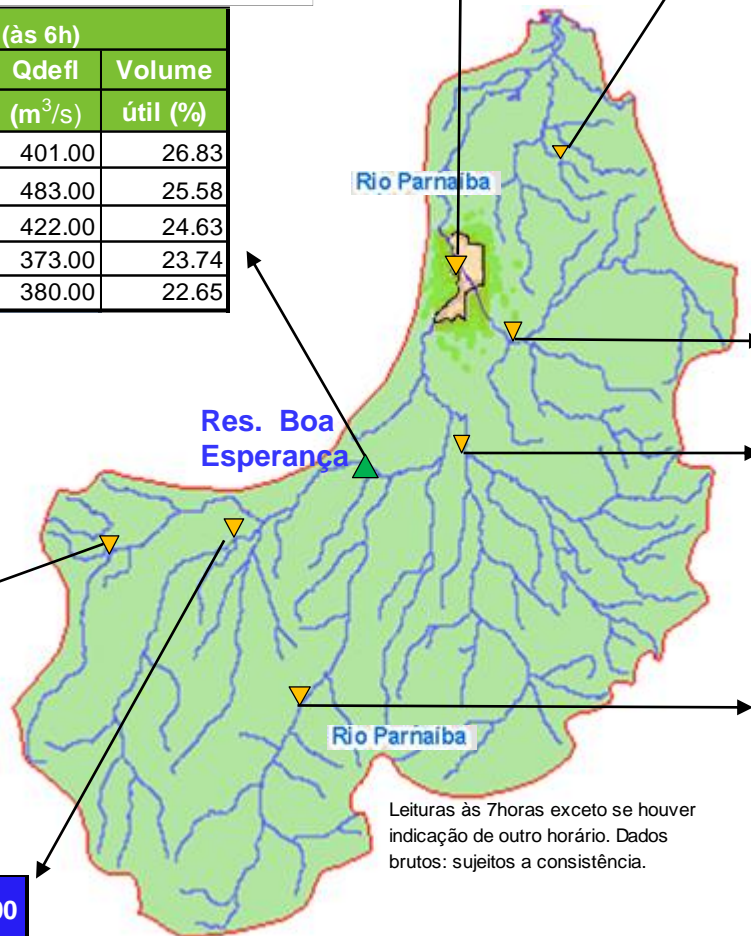 (às 6h)
Qdefl Volume
(m³/s) útil (%)
401.00 26.83
483.00 25.58
422.00 24.63
373.00 23.74
380.00 22.65
Rio Parnaiba
Res. Boa
Esperança
Rio Parnaiba
Leituras às 7horas exceto se houver
indicação de outro horário. Dados
brutos: sujeitos a consistência.